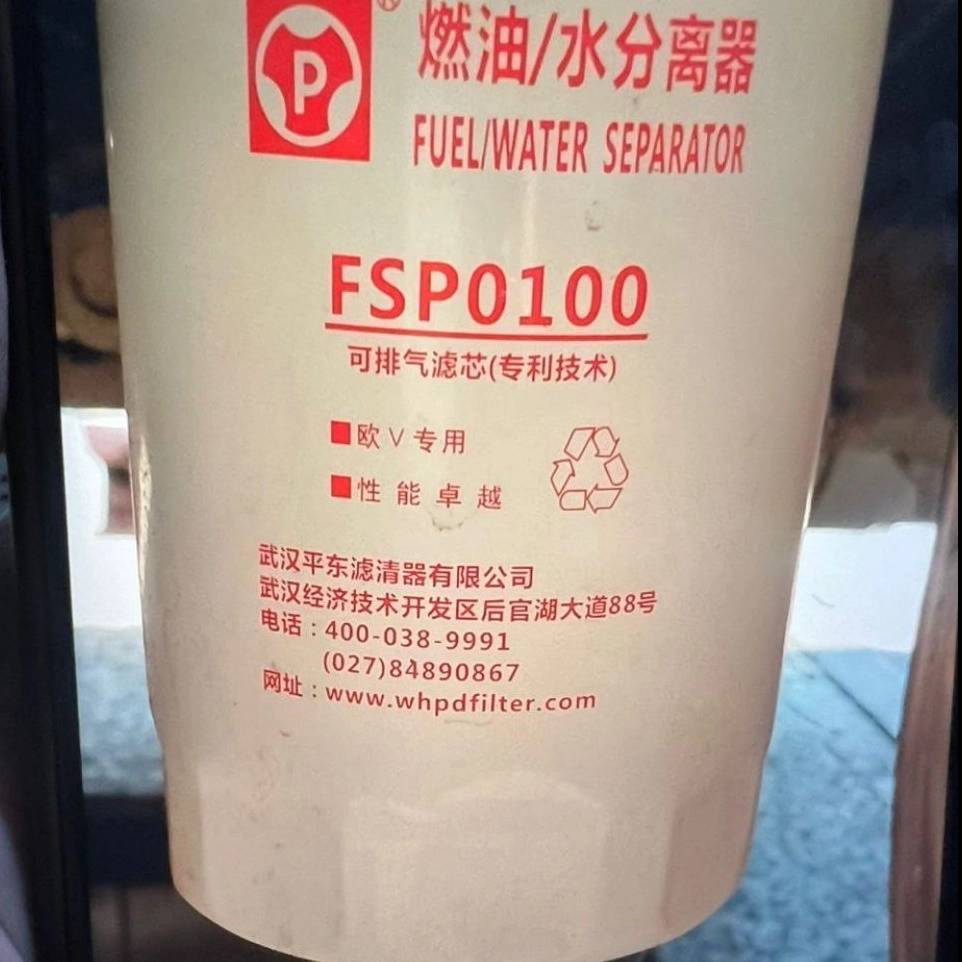 P
®
燃油/水分离器
FUEL/WATER SEPARATOR
FSP0100
可排气滤芯(专利技术)
■欧V专用
■性能卓越
武汉平东滤清器有限公司
武汉经济技术开发区后官湖大道88号
电话：400-038-9991
(027)84890867
网址：www.whpdfilter.com